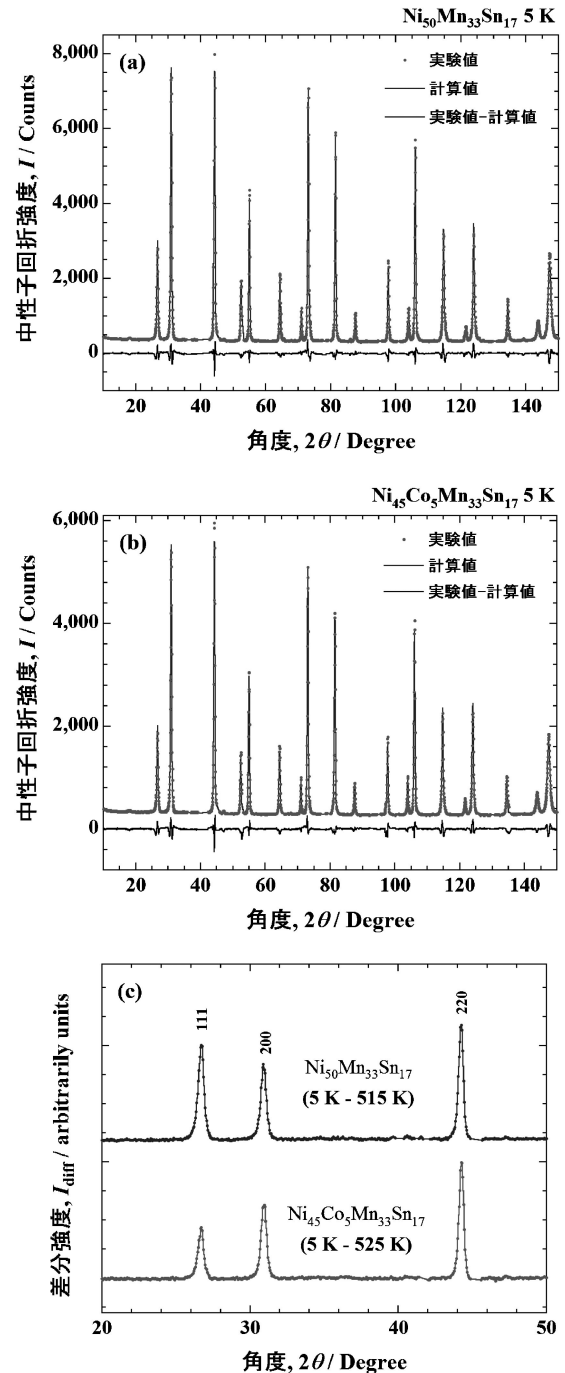 Ni50Mn33Sn17 5 K
(a)
実験値
計算値
実験値−計算値
8,000
6,000
4,000
2,000
0
中性子回折強度, I / Counts
20 40 60 80 100 120 140
角度, 2θ / Degree
Ni45Co5Mn33Sn17 5 K
(b)
実験値
計算値
実験値−計算値
6,000
4,000
2,000
0
中性子回折強度, I / Counts
20 40 60 80 100 120 140
角度, 2θ / Degree
(c)
111
200
220
Ni50Mn33Sn17
(5 K - 515 K)
Ni45Co5Mn33Sn17
(5 K - 525 K)
差分強度, Idiff / arbitrarily units
20 30 40 50
角度, 2θ / Degree